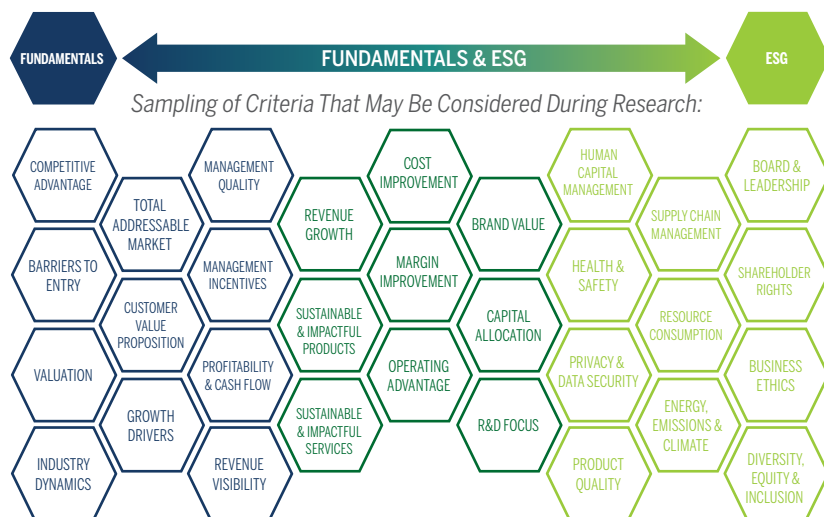 FUNDAMENTALS
FUNDAMENTALS & ESG
ESG
Sampling of Criteria That May Be Considered During Research:
COMPETITIVE
ADVANTAGE
BARRIERS TO
ENTRY
VALUATION
INDUSTRY
DYNAMICS
TOTAL
ADDRESSABLE
MARKET
CUSTOMER
VALUE
PROPOSITION
GROWTH
DRIVERS
MANAGEMENT
QUALITY
MANAGEMENT
INCENTIVES
PROFITABILITY
& CASH FLOW
REVENUE
VISIBILITY
REVENUE
GROWTH
SUSTAINABLE
& IMPACTFUL
PRODUCTS
SUSTAINABLE
& IMPACTFUL
SERVICES
COST
IMPROVEMENT
MARGIN
IMPROVEMENT
OPERATING
ADVANTAGE
BRAND VALUE
CAPITAL
ALLOCATION
R&D FOCUS
HUMAN
CAPITAL
MANAGEMENT
HEALTH &
SAFETY
PRIVACY &
DATA SECURITY
PRODUCT
QUALITY
SUPPLY CHAIN
MANAGEMENT
RESOURCE
CONSUMPTION
ENERGY,
EMISSIONS &
CLIMATE
BOARD &
LEADERSHIP
SHAREHOLDER
RIGHTS
BUSINESS
ETHICS
DIVERSITY,
EQUITY &
INCLUSION